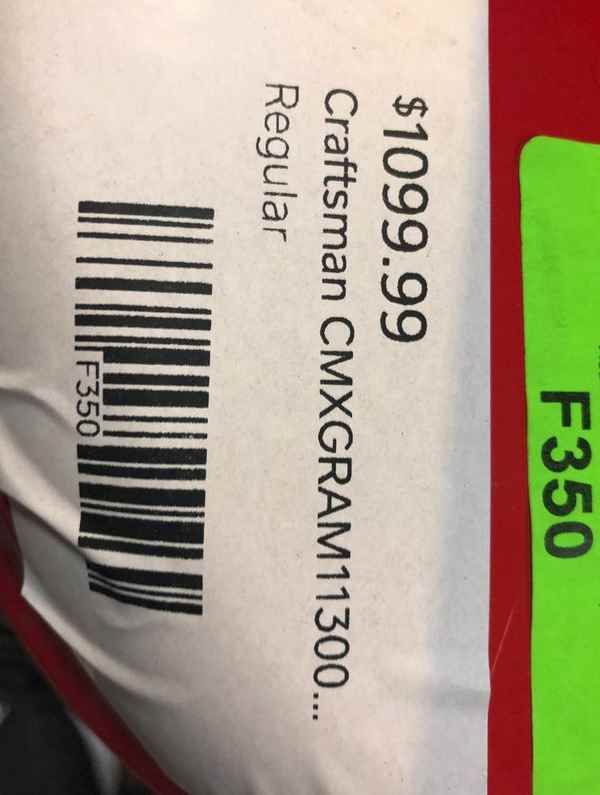 $1099.99
Craftsman CMXGRAM11300...
Regular
F350
F350